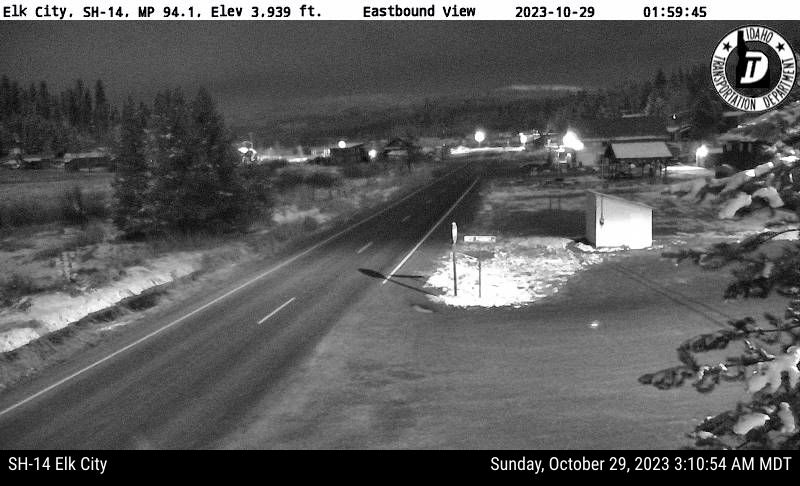 Elk City, SH-14, MP 94.1, Elev 3,939 ft. Eastbound View 2023-10-29 01:59:45
IDAHO
TRANSPORTATION DEPARTMENT
SH-14 Elk City Sunday, October 29, 2023 3:10:54 AM MDT